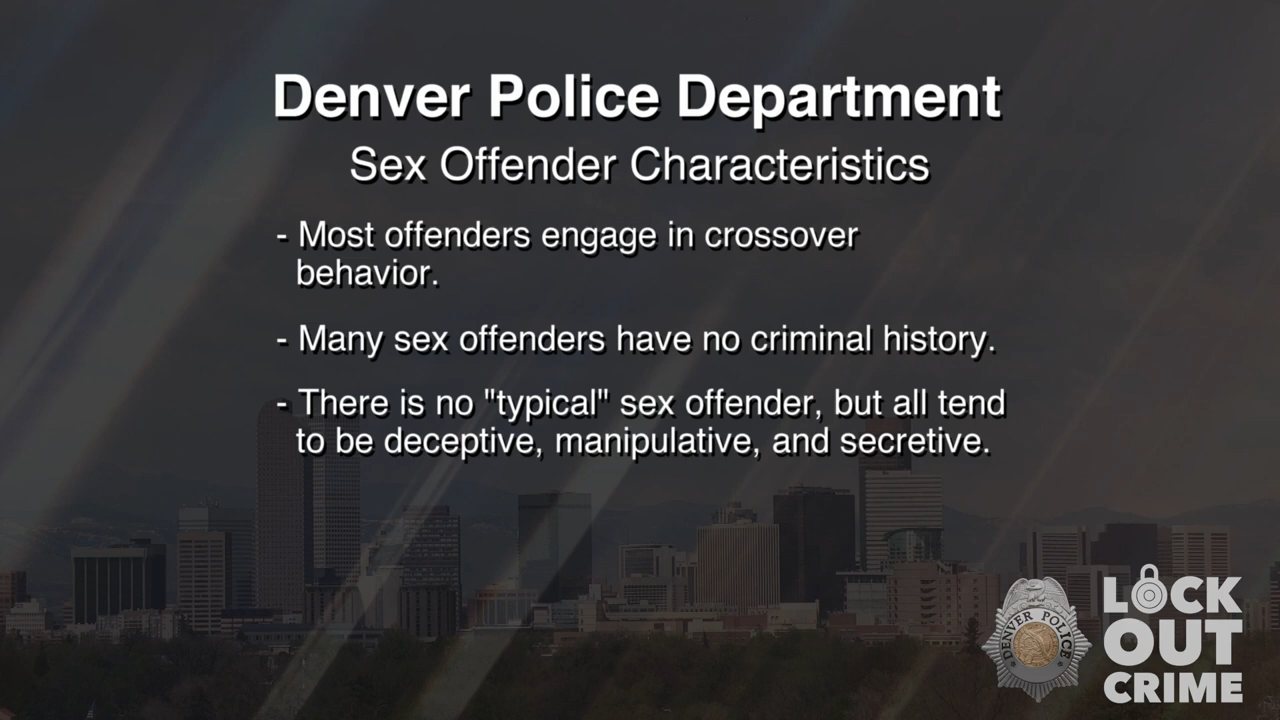 Denver Police Department
Sex Offender Characteristics
- Most offenders engage in crossover
behavior.
- Many sex offenders have no criminal history.
- There is no "typical" sex offender, but all tend
to be deceptive, manipulative, and secretive.
DENVER POLICE
LOCK
OUT
CRIME